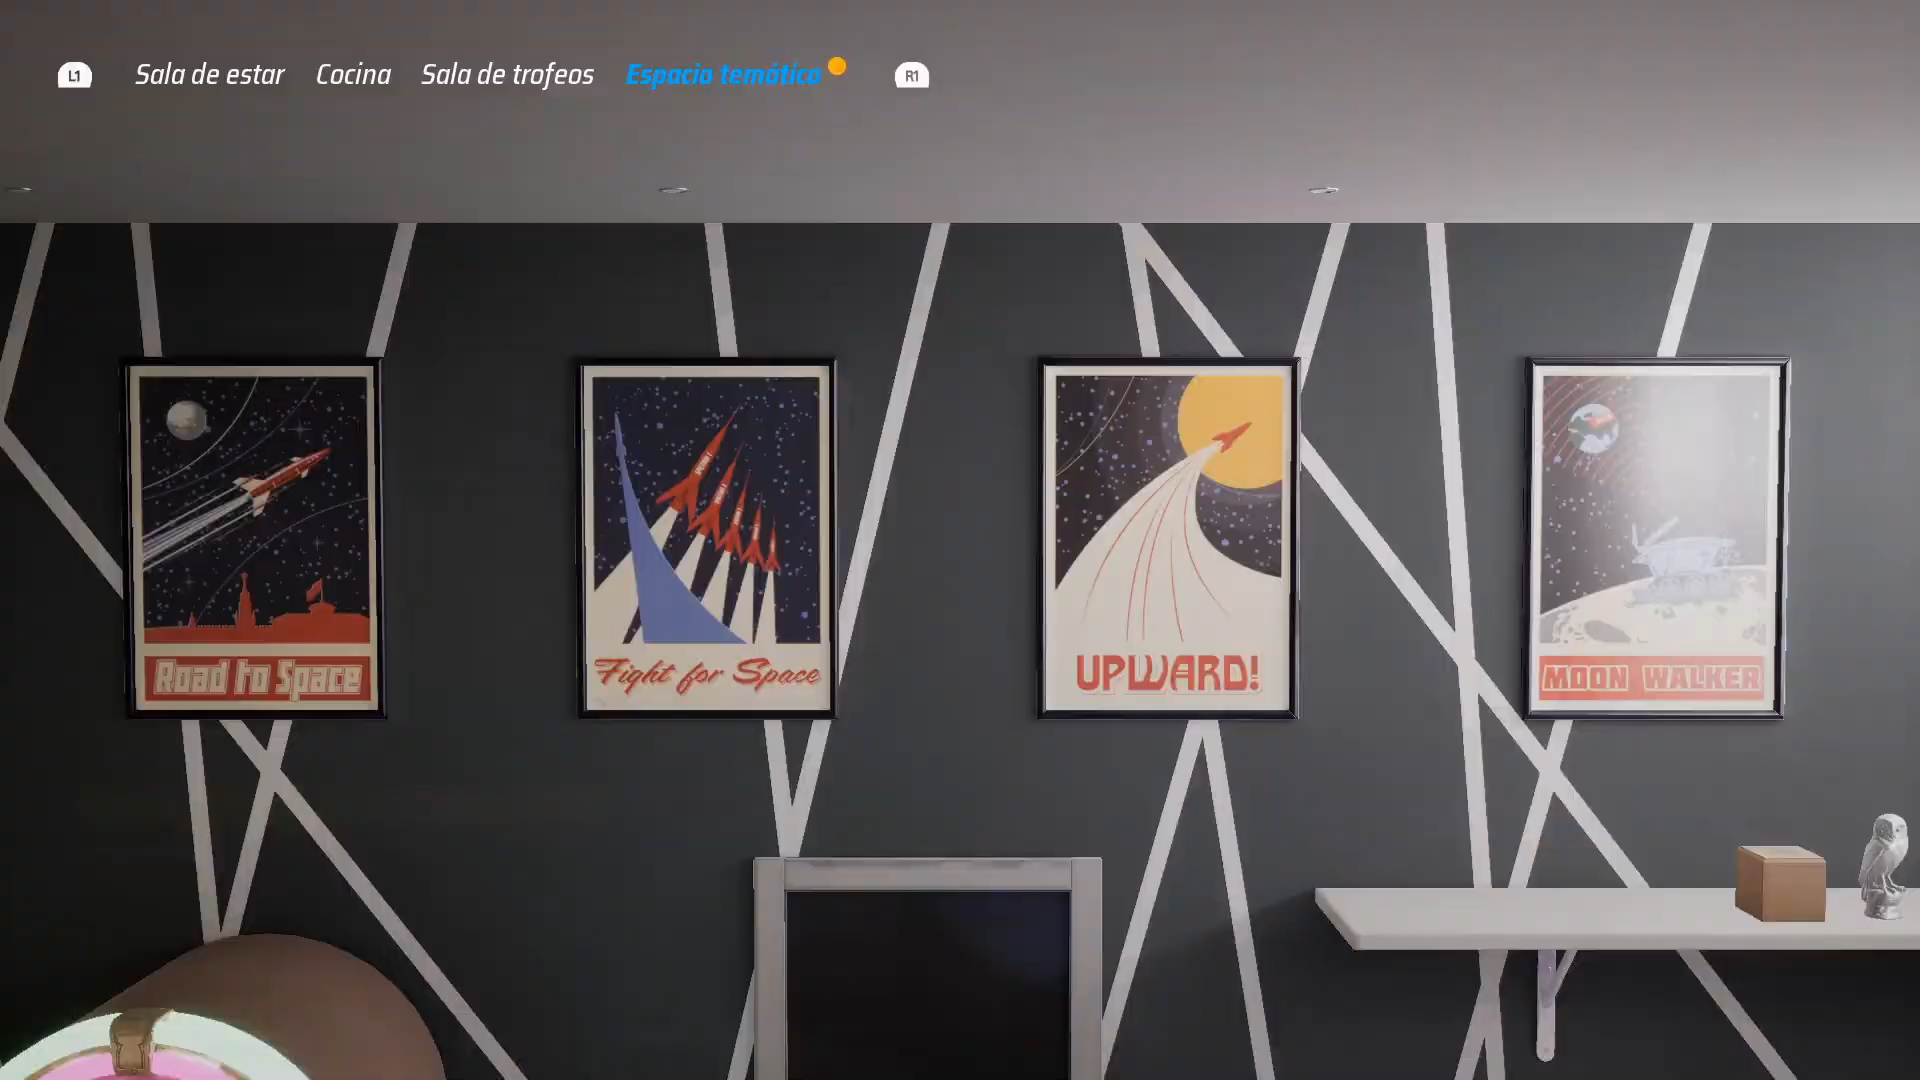 L1 Sala de estar Cocina Sala de trofeos Espacio temático R1
Road to Space
Fight for Space
UPWARD!
MOON WALKER